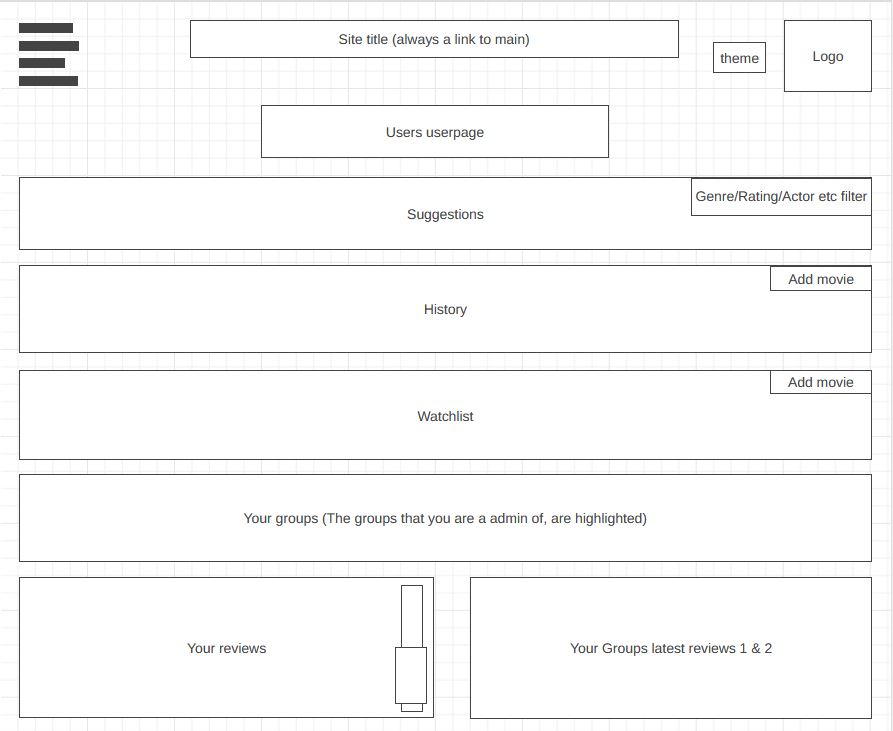 Site title (always a link to main)
theme
Logo
Users userpage
Genre/Rating/Actor etc filter
Suggestions
Add movie
History
Add movie
Watchlist
Your groups (The groups that you are a admin of, are highlighted)
Your reviews
Your Groups latest reviews 1 & 2